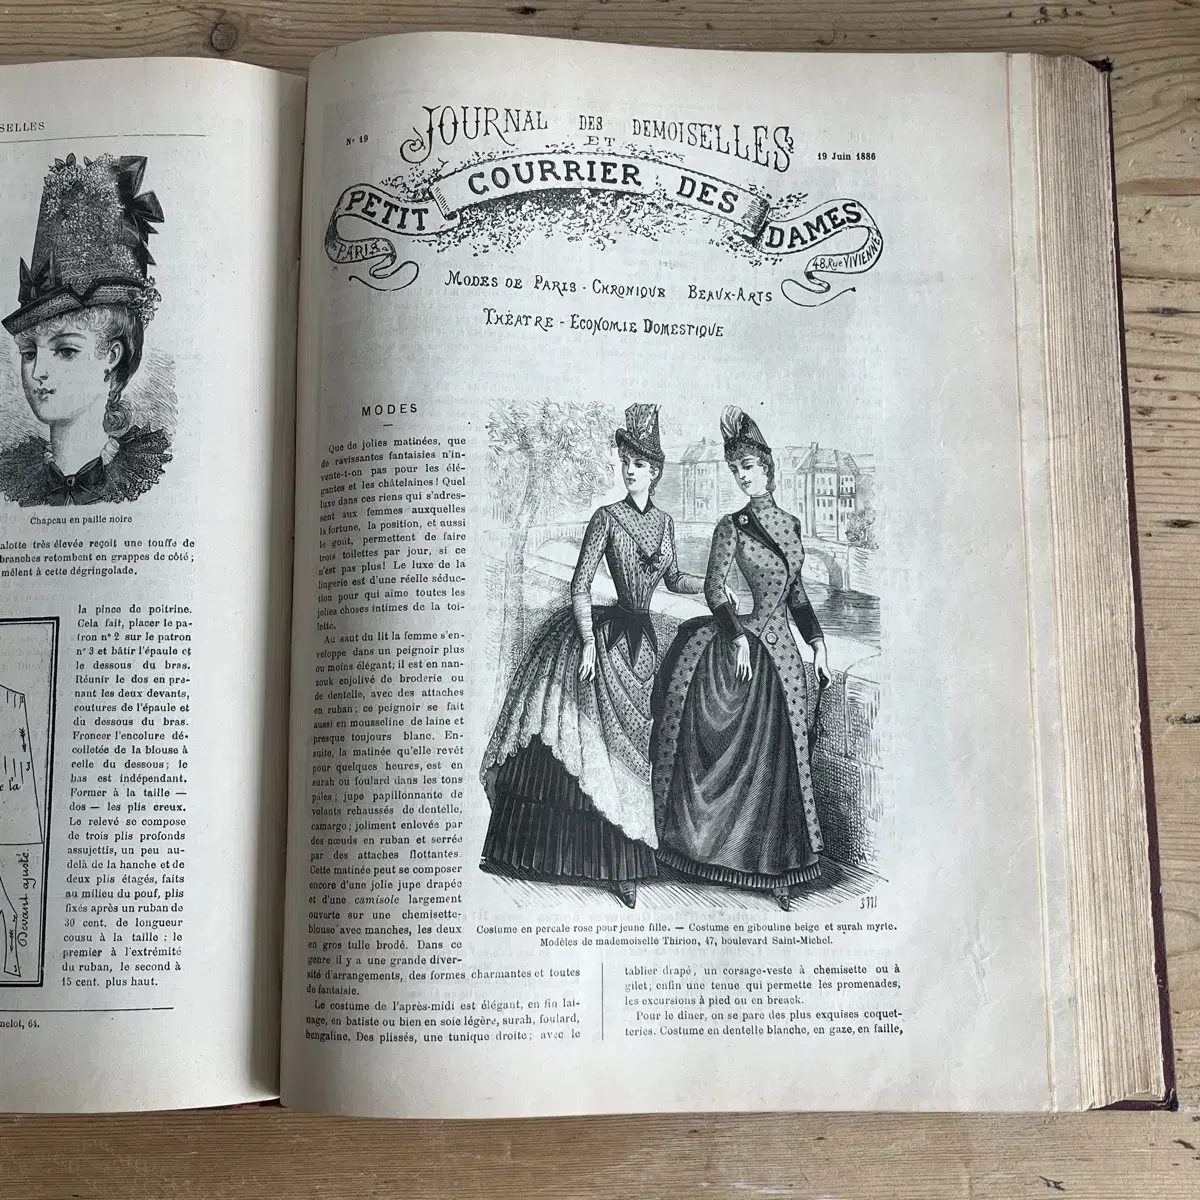 SELLES
Chapeau en paille noire
alotte très élevée reçoit une touffe de
branches retombent en grappes de côté ;
mêlent à cette dégringolade.
la pince de poitrine.
Cela fait, placer le pa-
tron n° 2 sur le patron
n° 3 et bâtir l'épaule et
le dessous du bras.
Réunir le dos en pre-
nant les deux devants,
coutures de l'épaule et
du dessous du bras.
Froncer l'encolure dé-
colletée de la blouse à
celle du dessous ; le
bas est indépendant.
Former à la taille —
dos — les plis creux.
Le relevé se compose
de trois plis profonds
assujettis, un peu au-
delà de la hanche et de
deux plis étagés, faits
au milieu du pouf, plis
fixés après un ruban de
30 cent. de longueur
cousu à la taille : le
premier à l'extrémité
du ruban, le second à
15 cent. plus haut.
Devant ajusté
nelot, 64.
N° 19
JOURNAL DES DEMOISELLES
19 Juin 1886
ET
PETIT COURRIER DES DAMES
PARIS
48, Rue VIVIENNE
MODES DE PARIS - CHRONIQUE BEAUX-ARTS
THÉATRE - ECONOMIE DOMESTIQUE
MODES
Que de jolies matinées, que
de ravissantes fantaisies n'in-
vente-t-on pas pour les élé-
gantes et les châtelaines ! Quel
luxe dans ces riens qui s'adres-
sent aux femmes auxquelles
la fortune, la position, et aussi
le goût, permettent de faire
trois toilettes par jour, si ce
n'est pas plus ! Le luxe de la
lingerie est d'une réelle séduc-
tion pour qui aime toutes les
jolies choses intimes de la toi-
lette.
Au saut du lit la femme s'en-
veloppe dans un peignoir plus
ou moins élégant ; il est en nan-
zouk enjolivé de broderie ou
de dentelle, avec des attaches
en ruban ; ce peignoir se fait
aussi en mousseline de laine et
presque toujours blanc. En-
suite, la matinée qu'elle revêt
pour quelques heures, est en
surah ou foulard dans les tons
pâles ; jupe papillonnante de
volants rehaussés de dentelle,
camargo ; joliment enlevée par
des nœuds en ruban et serrée
par des attaches flottantes.
Cette matinée peut se composer
encore d'une jolie jupe drapée
et d'une camisole largement
ouverte sur une chemisette-
blouse avec manches, les deux
en gros tulle brodé. Dans ce
genre il y a une grande diver-
sité d'arrangements, des formes charmantes et toutes
de fantaisie.
Le costume de l'après-midi est élégant, en fin lai-
nage, en batiste ou bien en soie légère, surah, foulard,
bengaline. Des plissés, une tunique droite ; avec le
Costume en percale rose pour jeune fille. — Costume en gibouline beige et surah myrte.
Modèles de mademoiselle Thirion, 47, boulevard Saint-Michel.
tablier drapé, un corsage-veste à chemisette ou à
gilet ; enfin une tenue qui permette les promenades,
les excursions à pied ou en break.
Pour le dîner, on se pare des plus exquises coquet-
teries. Costume en dentelle blanche, en gaze, en faille,